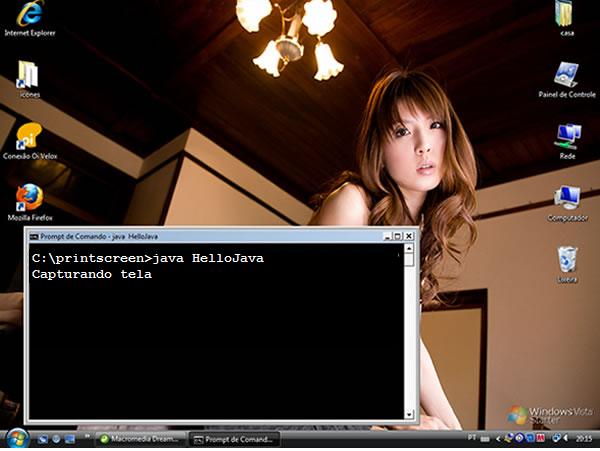 Internet Explorer
ícones
Conexão Oi Velox
Mozilla Firefox
casa
Painel de Controle
Rede
Computador
Lixeira
Prompt de Comando - java HelloJava
C:\printscreen>java HelloJava
Capturando tela
Windows Vista
Starter
Macromedia Dream...
Prompt de Comand...
PT
20:15